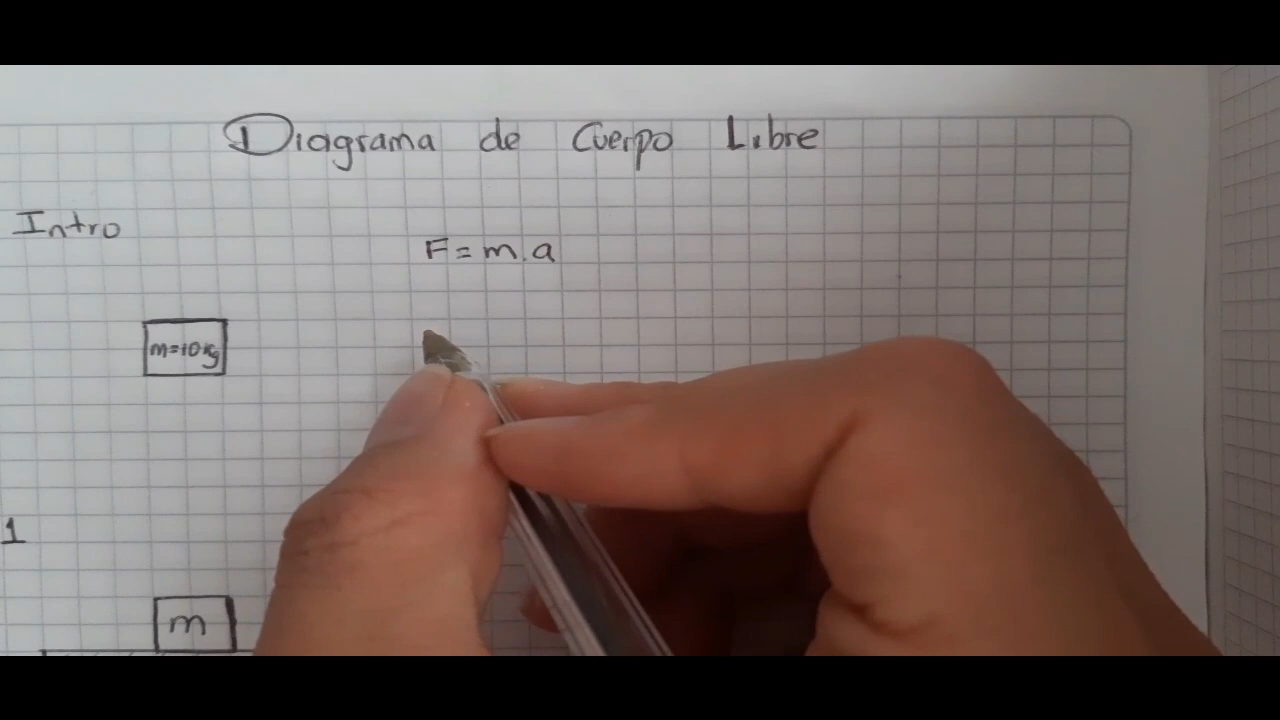 Diagrama de Cuerpo Libre
Intro
F = m.a
m=10kg
1
m